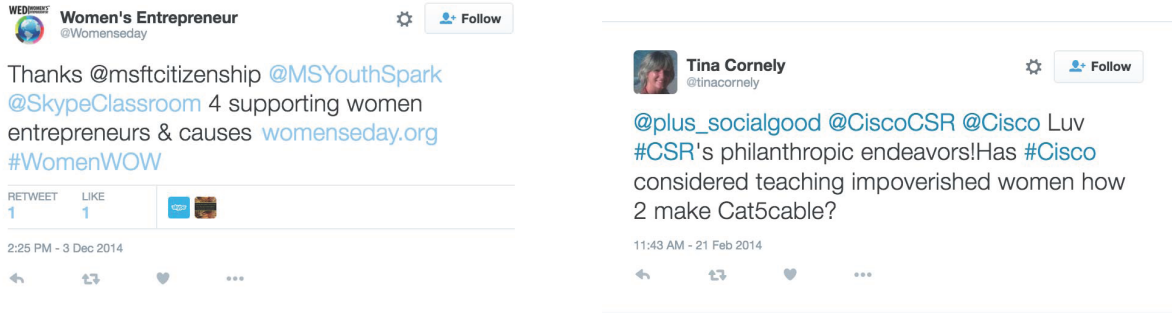 WEDWOMEN'S
Women's Entrepreneur
@Womenseday
Follow
Thanks @msftcitizenship @MSYouthSpark
@SkypeClassroom 4 supporting women
entrepreneurs & causes womenseday.org
#WomenWOW
RETWEET LIKE
1 1
2:25 PM - 3 Dec 2014
Tina Cornely
@tinacornely
Follow
@plus_socialgood @CiscoCSR @Cisco Luv
#CSR's philanthropic endeavors!Has #Cisco
considered teaching impoverished women how
2 make Cat5cable?
11:43 AM - 21 Feb 2014